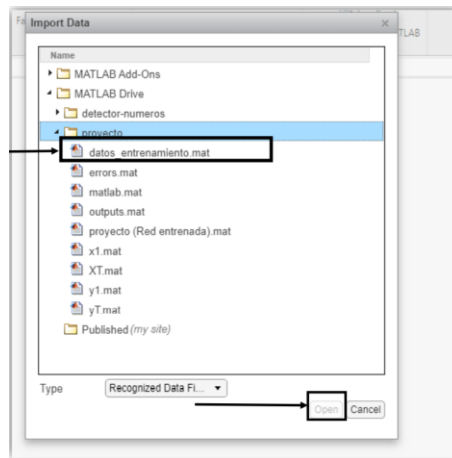 Fa
Import Data
TLAB
Name
MATLAB Add-Ons
MATLAB Drive
detector-numeros
proyecto
datos_entrenamiento.mat
errors.mat
matlab.mat
outputs.mat
proyecto (Red entrenada).mat
x1.mat
XT.mat
y1.mat
yT.mat
Published (my site)
Type Recognized Data Fi...
Open Cancel